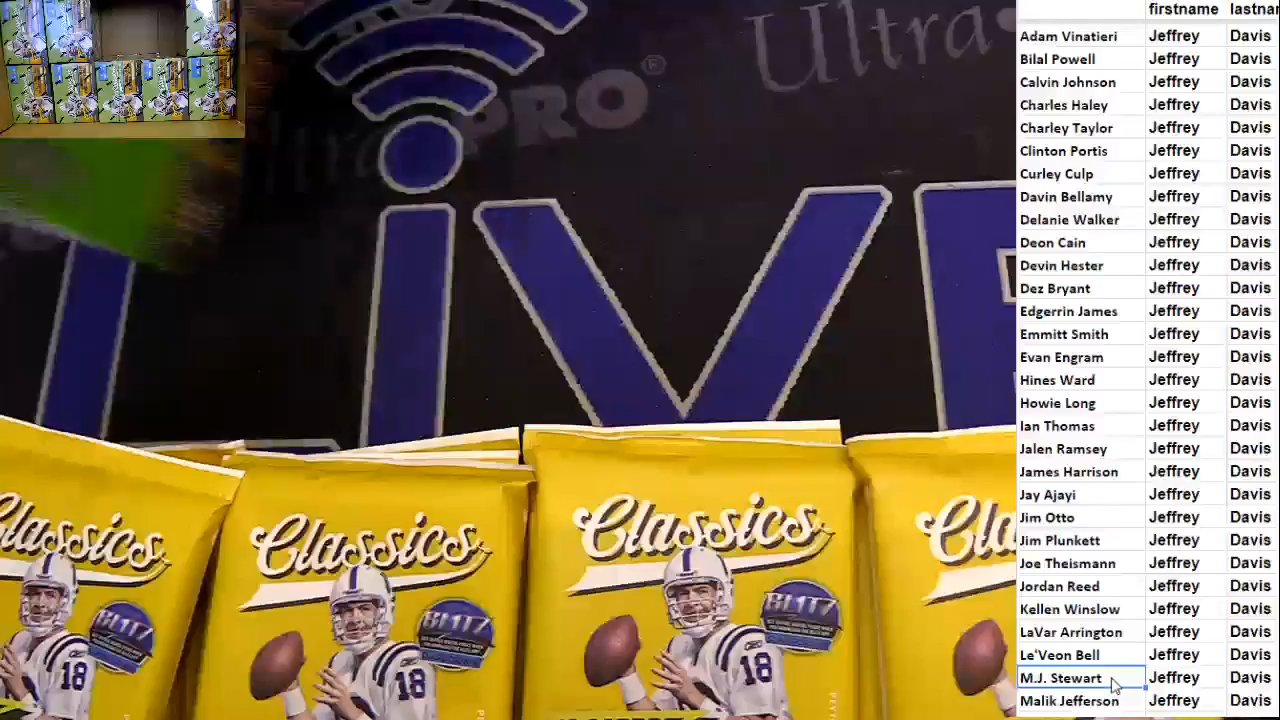 firstname lastnar
Adam Vinatieri Jeffrey Davis
Bilal Powell Jeffrey Davis
Calvin Johnson Jeffrey Davis
Charles Haley Jeffrey Davis
Charley Taylor Jeffrey Davis
Clinton Portis Jeffrey Davis
Curley Culp Jeffrey Davis
Davin Bellamy Jeffrey Davis
Delanie Walker Jeffrey Davis
Deon Cain Jeffrey Davis
Devin Hester Jeffrey Davis
Dez Bryant Jeffrey Davis
Edgerrin James Jeffrey Davis
Emmitt Smith Jeffrey Davis
Evan Engram Jeffrey Davis
Hines Ward Jeffrey Davis
Howie Long Jeffrey Davis
Ian Thomas Jeffrey Davis
Jalen Ramsey Jeffrey Davis
James Harrison Jeffrey Davis
Jay Ajayi Jeffrey Davis
Jim Otto Jeffrey Davis
Jim Plunkett Jeffrey Davis
Joe Theismann Jeffrey Davis
Jordan Reed Jeffrey Davis
Kellen Winslow Jeffrey Davis
LaVar Arrington Jeffrey Davis
Le'Veon Bell Jeffrey Davis
M.J. Stewart Jeffrey Davis
Malik Jefferson Jeffrey Davis
Ultra
PRO®
LIVE
Classics
BLITZ
18
Classics
BLITZ
18
Classics
BLITZ
18
Cla